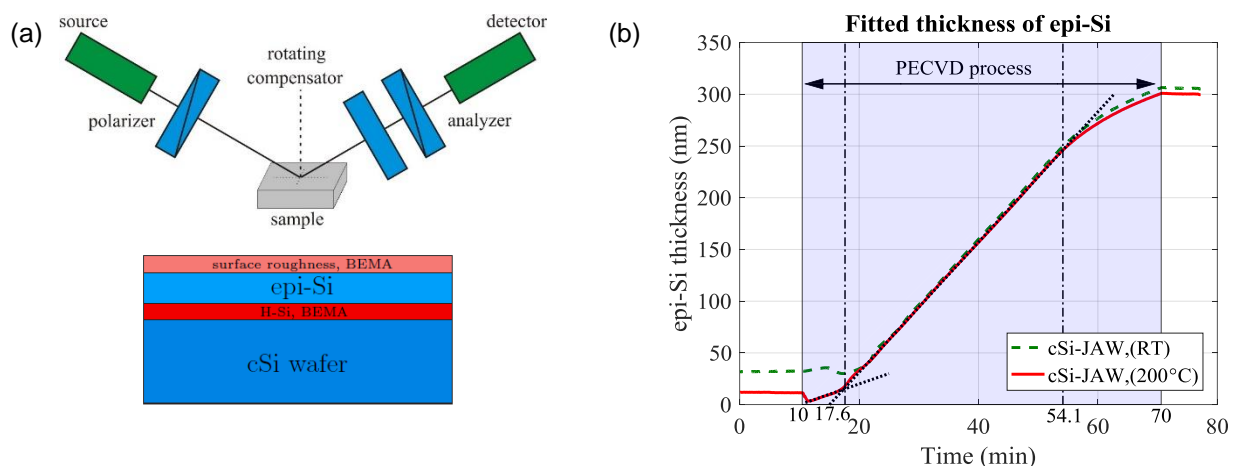 (a)
source
detector
rotating
compensator
polarizer
analyzer
sample
surface roughness, BEMA
epi-Si
H-Si, BEMA
cSi wafer
(b)
Fitted thickness of epi-Si
PECVD process
epi-Si thickness (nm)
350
300
250
200
150
100
50
0
cSi-JAW,(RT)
cSi-JAW,(200°C)
10 17.6 54.1 70
0 20 40 60 80
Time (min)